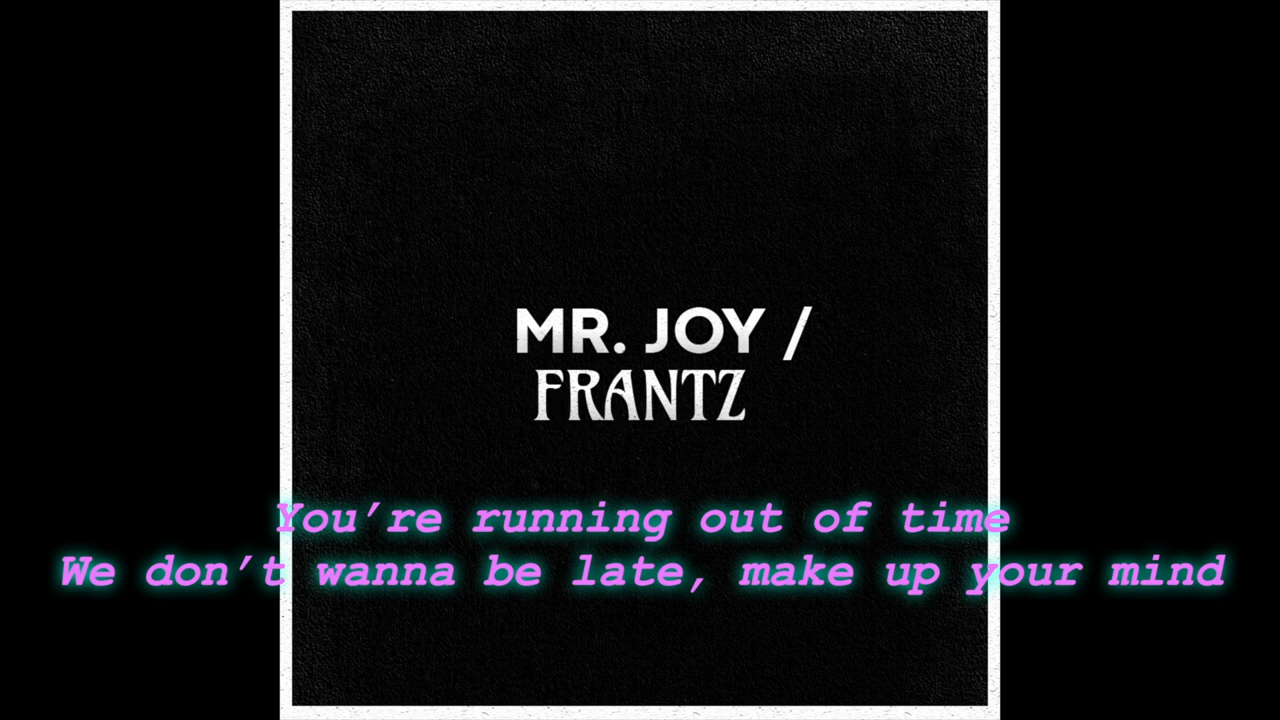 MR. JOY /
FRANTZ
You’re running out of time
We don’t wanna be late, make up your mind